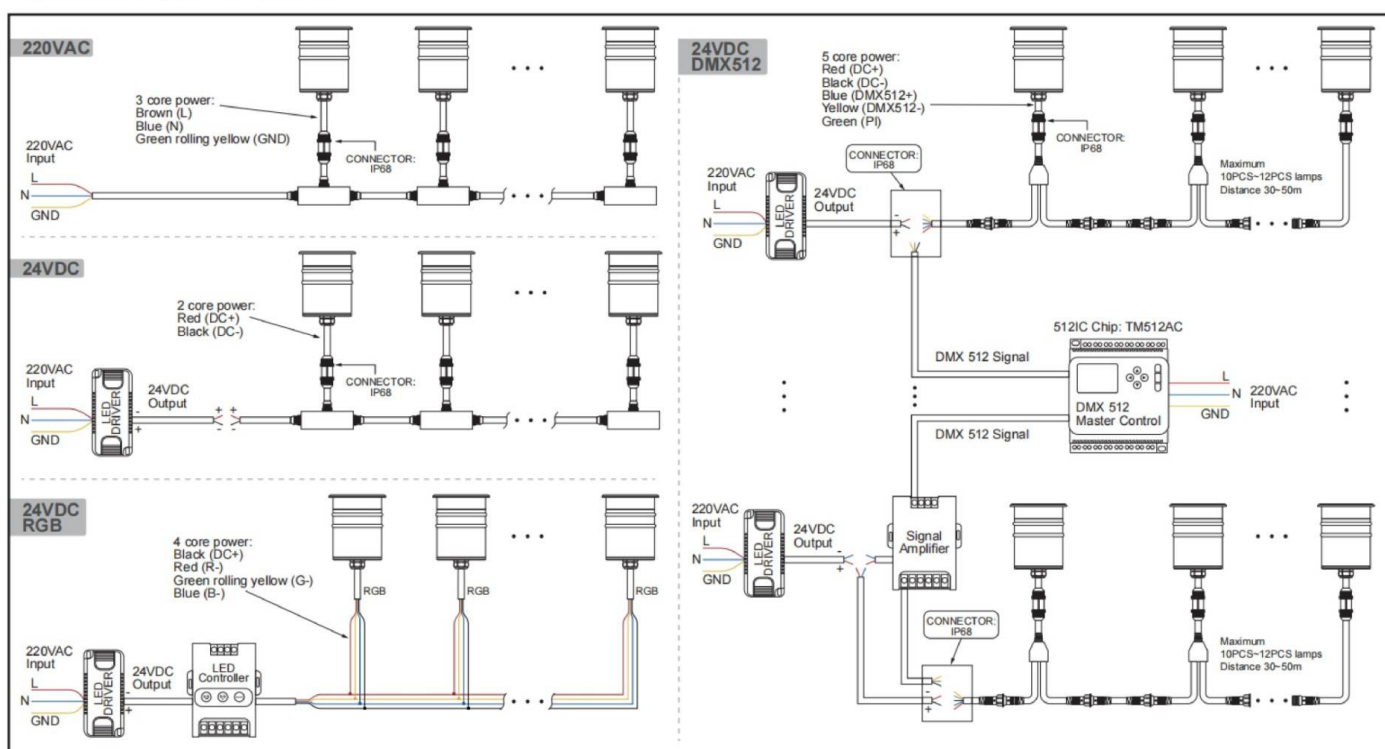 220VAC
3 core power:
Brown (L)
Blue (N)
Green rolling yellow (GND)
CONNECTOR:
IP68
220VAC
Input
L
N
GND
24VDC
2 core power:
Red (DC+)
Black (DC-)
CONNECTOR:
IP68
220VAC
Input
L
N
GND
LED
DRIVER
24VDC
Output
-
+
+ +
- -
24VDC
RGB
4 core power:
Black (DC+)
Red (R-)
Green rolling yellow (G-)
Blue (B-)
RGB
RGB
RGB
220VAC
Input
L
N
GND
LED
DRIVER
24VDC
Output
-
+
LED
Controller
24VDC
DMX512
5 core power:
Red (DC+)
Black (DC-)
Blue (DMX512+)
Yellow (DMX512-)
Green (PI)
CONNECTOR:
IP68
CONNECTOR:
IP68
Maximum
10PCS~12PCS lamps
Distance 30~50m
220VAC
Input
L
N
GND
LED
DRIVER
24VDC
Output
-
+
512IC Chip: TM512AC
DMX 512 Signal
DMX 512
Master Control
L
N
GND
220VAC
Input
DMX 512 Signal
220VAC
Input
L
N
GND
LED
DRIVER
24VDC
Output
-
+
Signal
Amplifier
CONNECTOR:
IP68
-
+
Maximum
10PCS~12PCS lamps
Distance 30~50m